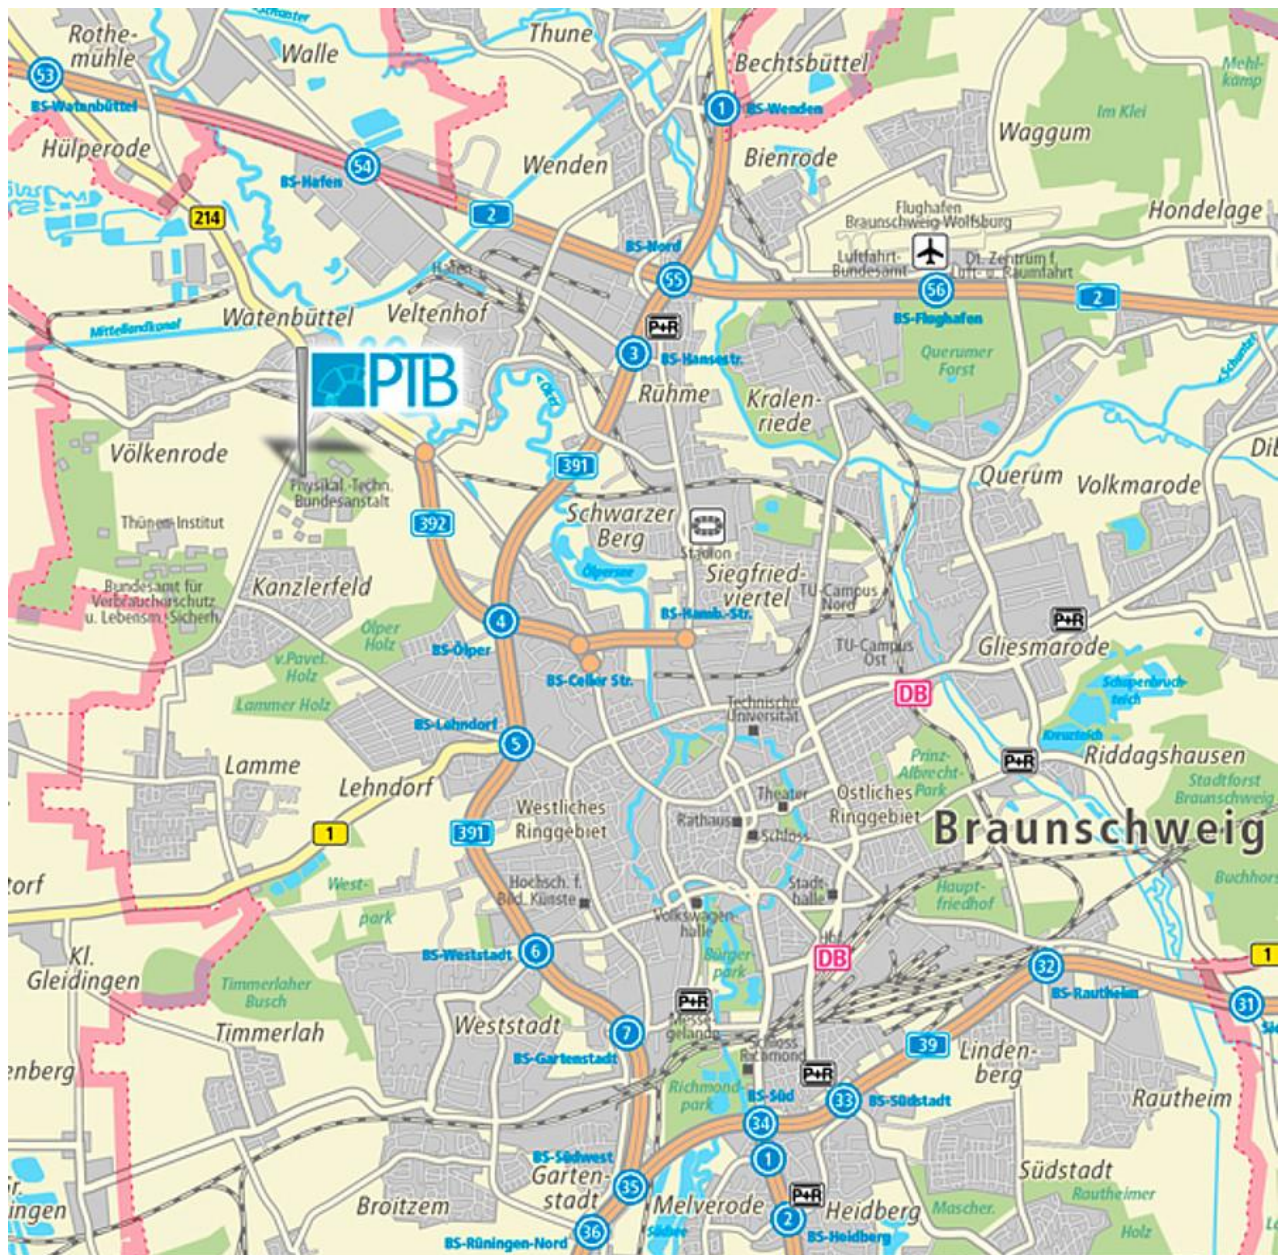 Rothe-
mühle
Walle
Thune
Bechtsbüttel
Mehl-
kamp
53
BS-Watenbüttel
1
BS-Wenden
Im Klei
Waggum
Hülperode
54
BS-Hafen
Wenden
Bienrode
214
2
Flughafen
Braunschweig-Wolfsburg
Hondelage
BS-Nord
Luftfahrt-
Bundesamt
Dt. Zentrum f.
Luft- u. Raumfahrt
Hafen
55
56
2
BS-Flughafen
Watenbüttel
Veltenhof
Mittellandkanal
P+R
3
BS-Hansestr.
Querumer
Forst
<Schunter
PTB
<Oker
Rühme
Kralen-
riede
Völkenrode
391
Querum
Volkmarode
Physikal.-Techn.
Bundesanstalt
392
Schwarzer
Berg
Stadion
Thünen-Institut
Ölpersee
Siegfried-
viertel
TU-Campus
Nord
Bundesamt für
Verbraucherschutz
u. Lebensm.-Sicherh.
Kanzlerfeld
BS-Hamb.-Str.
P+R
4
BS-Ölper
Ölper
Holz
TU-Campus
Ost
Gliesmarode
v.Pavel.
Holz
BS-Celler Str.
DB
Schapenbruch-
teich
Lammer Holz
Technische
Universität
BS-Lehndorf
5
Kreuzteich
Lamme
Lehndorf
Prinz-
Albrecht-
Park
P+R
Riddagshausen
Westliches
Ringgebiet
Theater
Östliches
Ringgebiet
Stadtforst
Braunschweig
1
391
Rathaus
Schloss
Braunschweig
West-
park
Hochsch. f.
Bild. Künste
Stadt-
halle
Haupt-
friedhof
Volkswagen-
halle
Kl.
Gleidingen
BS-Weststadt
6
Bürger-
park
DB
32
BS-Rautheim
1
Timmerlaher
Busch
P+R
31
Timmerlah
Weststadt
7
BS-Gartenstadt
Messe-
gelände
Schloss
Richmond
39
Linden-
berg
Richmond-
park
P+R
BS-Süd
33
BS-Südstadt
Rautheim
34
BS-Südwest
1
Garten-
stadt
35
Südstadt
Broitzem
Melverode
P+R
Heidberg
Mascher.
Rautheimer
Holz
36
BS-Rüningen-Nord
Südsee
2
BS-Heidberg